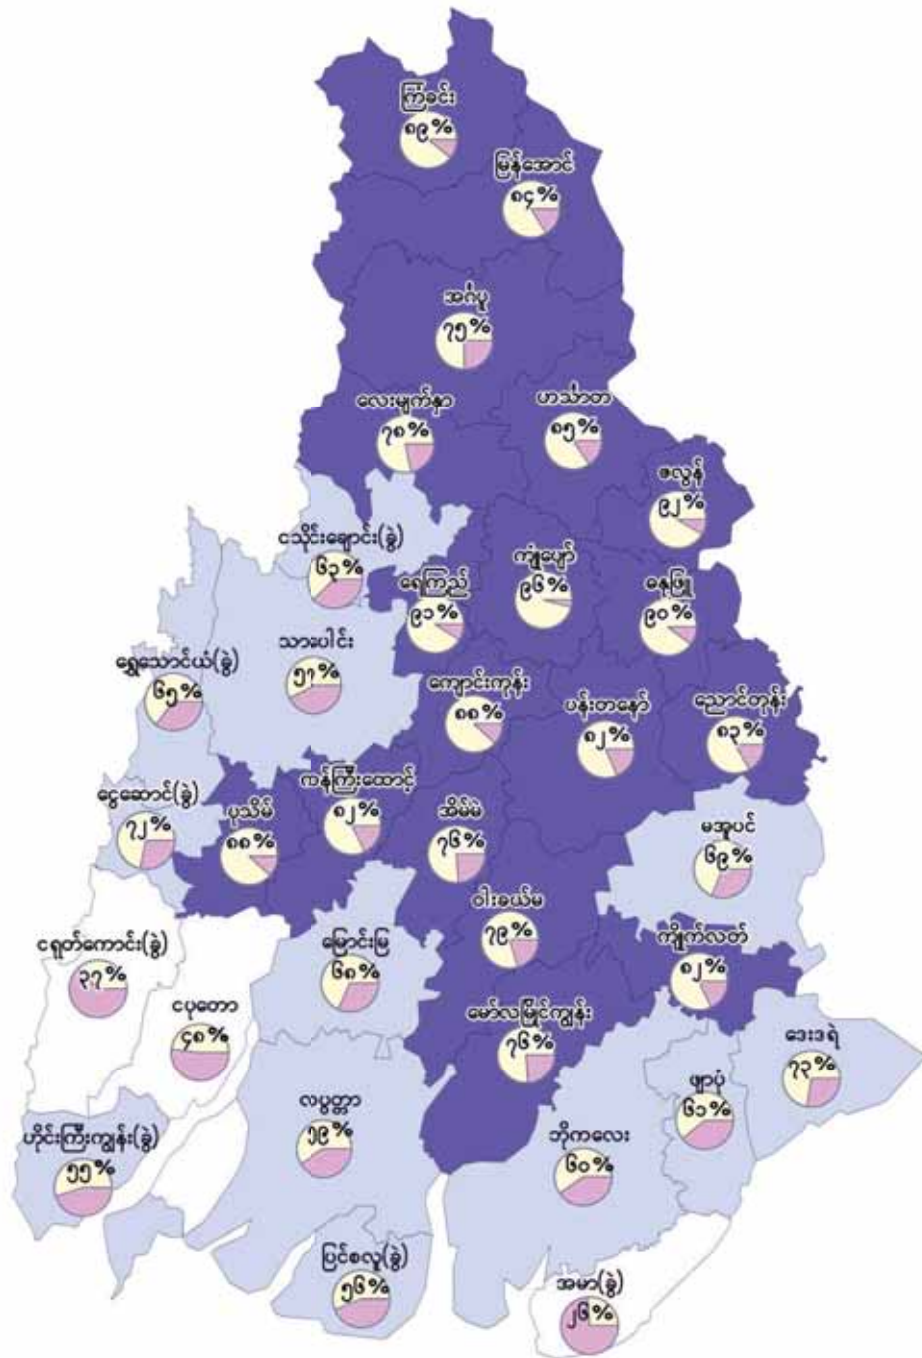 ကြံခင်း
၈၉%
မြန်အောင်
၈၄%
အင်္ဂပူ
၇၅%
လေးမျက်နှာ
၇၈%
ဟင်္သာတ
၈၅%
ဇလွန်
၉၂%
ငသိုင်းချောင်း(ခွဲ)
၆၃%
ရေကြည်
၉၁%
ကျုံပျော်
၉၆%
ဓနုဖြူ
၉၀%
သာပေါင်း
၅၇%
ရွှေသောင်ယံ(ခွဲ)
၆၅%
ကျောင်းကုန်း
၈၈%
ပန်းတနော်
၈၂%
ညောင်တုန်း
၈၃%
ငွေဆောင်(ခွဲ)
၇၂%
ပုသိမ်
၈၈%
ကန်ကြီးထောင့်
၈၂%
အိမ်မဲ
၇၆%
မအူပင်
၆၉%
ဝါးခယ်မ
၇၉%
ငရုတ်ကောင်း(ခွဲ)
၃၇%
မြောင်းမြ
၆၈%
ကျိုက်လတ်
၈၂%
ငပုတော
၄၈%
မော်လမြိုင်ကျွန်း
၇၆%
ဒေးဒရဲ
၇၃%
ဖျာပုံ
၆၁%
လပွတ္တာ
၅၉%
ဟိုင်းကြီးကျွန်း(ခွဲ)
၅၅%
ဘိုကလေး
၆၀%
ပြင်စလူ(ခွဲ)
၅၆%
အမာ(ခွဲ)
၂၆%